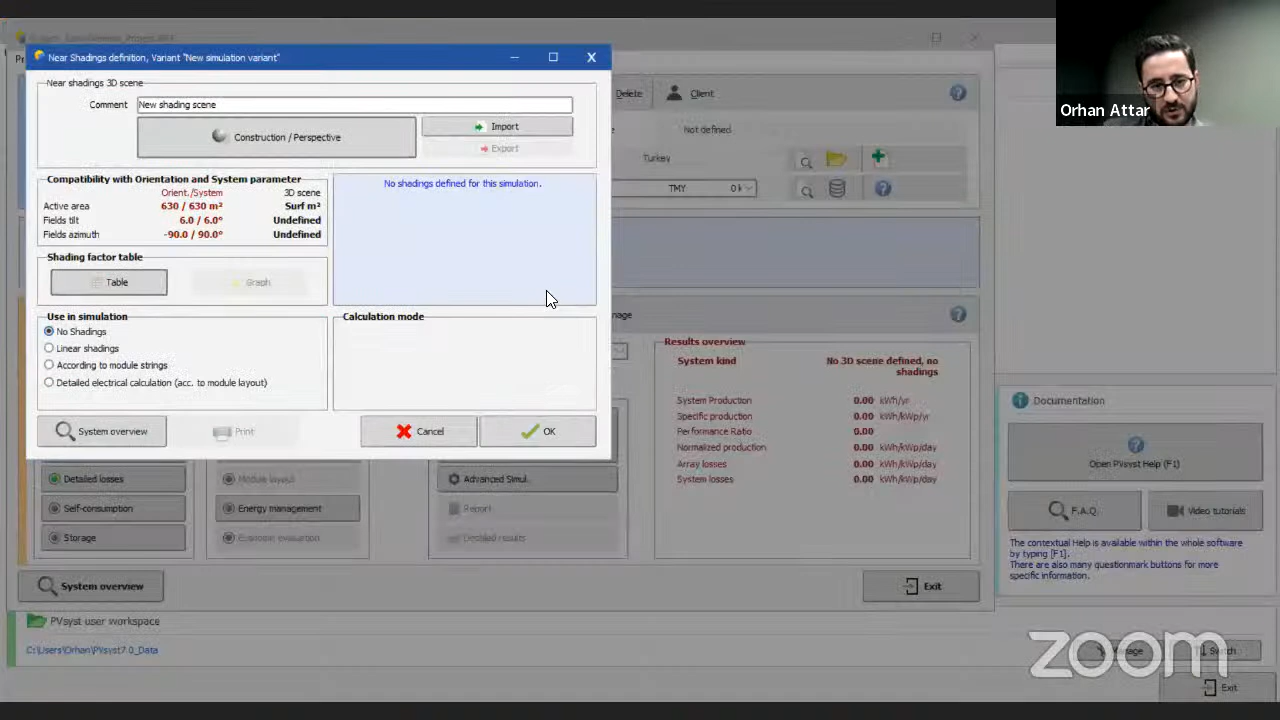 Near Shadings definition, Variant "New simulation variant"
Near shadings 3D scene
Comment New shading scene
Construction / Perspective
Import
Export
Compatibility with Orientation and System parameter
Orient./System 3D scene
Active area 630 / 630 m² Surf m²
Fields tilt 6.0 / 6.0° Undefined
Fields azimuth -90.0 / 90.0° Undefined
No shadings defined for this simulation.
Shading factor table
Table Graph
Use in simulation
No Shadings
Linear shadings
According to module strings
Detailed electrical calculation (acc. to module layout)
Calculation mode
System overview Print Cancel OK
Delete Client
Not defined
Turkey
TMY
Results overview
System kind No 3D scene defined, no
shadings
System Production 0.00 kWh/yr
Specific production 0.00 kWh/kWp/yr
Performance Ratio 0.00
Normalized production 0.00 kWh/kWp/day
Array losses 0.00 kWh/kWp/day
System losses 0.00 kWh/kWp/day
Detailed losses Module layout Advanced Simul.
Self-consumption Energy management Report
Storage Economic evaluation Detailed results
System overview Exit
Orhan Attar
Documentation
Open PVsyst Help (F1)
F.A.Q. Video tutorials
The contextual Help is available within the whole software
by typing [F1].
There are also many questionmark buttons for more
specific information.
PVsyst user workspace
C:\Users\Orhan\PVsyst7.0_Data
Manage Switch
Exit
zoom